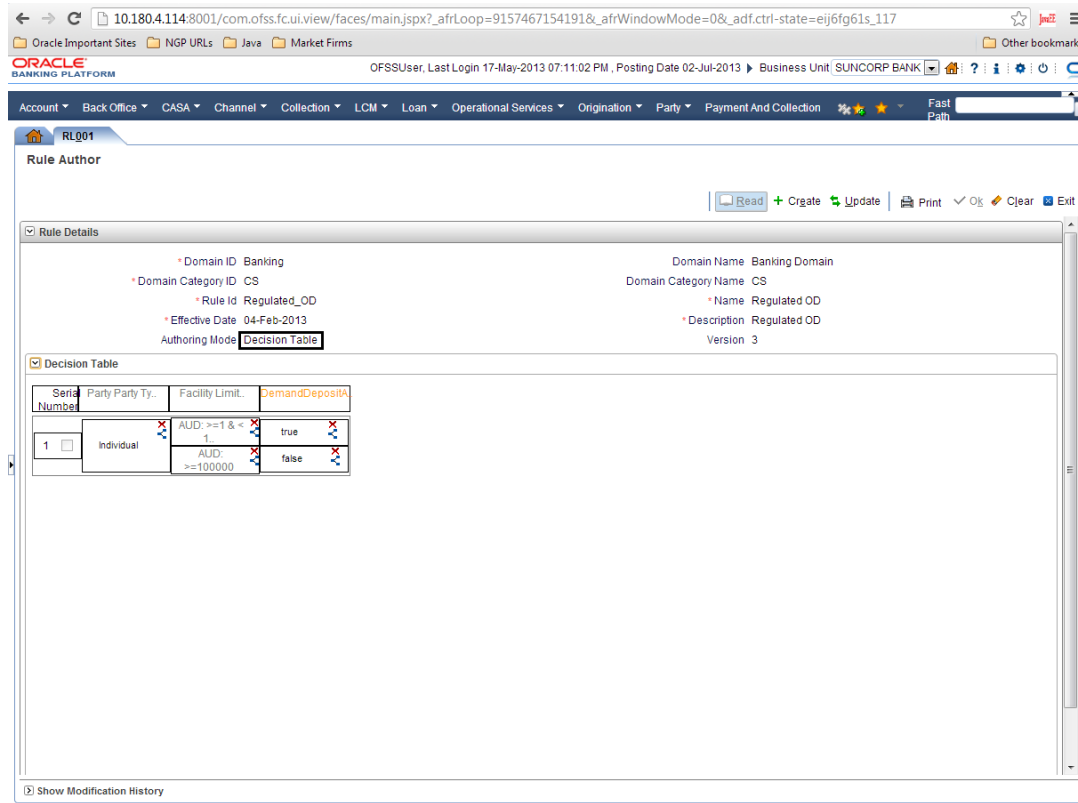 10.180.4.114:8001/com.ofss.fc.ui.view/faces/main.jspx?_afrLoop=9157467154191&_afrWindowMode=0&_adf.ctrl-state=eij6fg61s_117
Oracle Important Sites NGP URLs Java Market Firms Other bookmark
ORACLE
BANKING PLATFORM
OFSSUser, Last Login 17-May-2013 07:11:02 PM , Posting Date 02-Jul-2013 Business Unit SUNCORP BANK
Account Back Office CASA Channel Collection LCM Loan Operational Services Origination Party Payment And Collection Fast Path
RL001
Rule Author
Read Create Update Print Ok Clear Exit
Rule Details
* Domain ID Banking Domain Name Banking Domain
* Domain Category ID CS Domain Category Name CS
* Rule Id Regulated_OD * Name Regulated OD
* Effective Date 04-Feb-2013 * Description Regulated OD
Authoring Mode Decision Table Version 3
Decision Table
Serial Number Party Party Ty.. Facility Limit.. DemandDepositA
1 Individual AUD: >=1 & < 1.. true
AUD: >=100000 false
Show Modification History